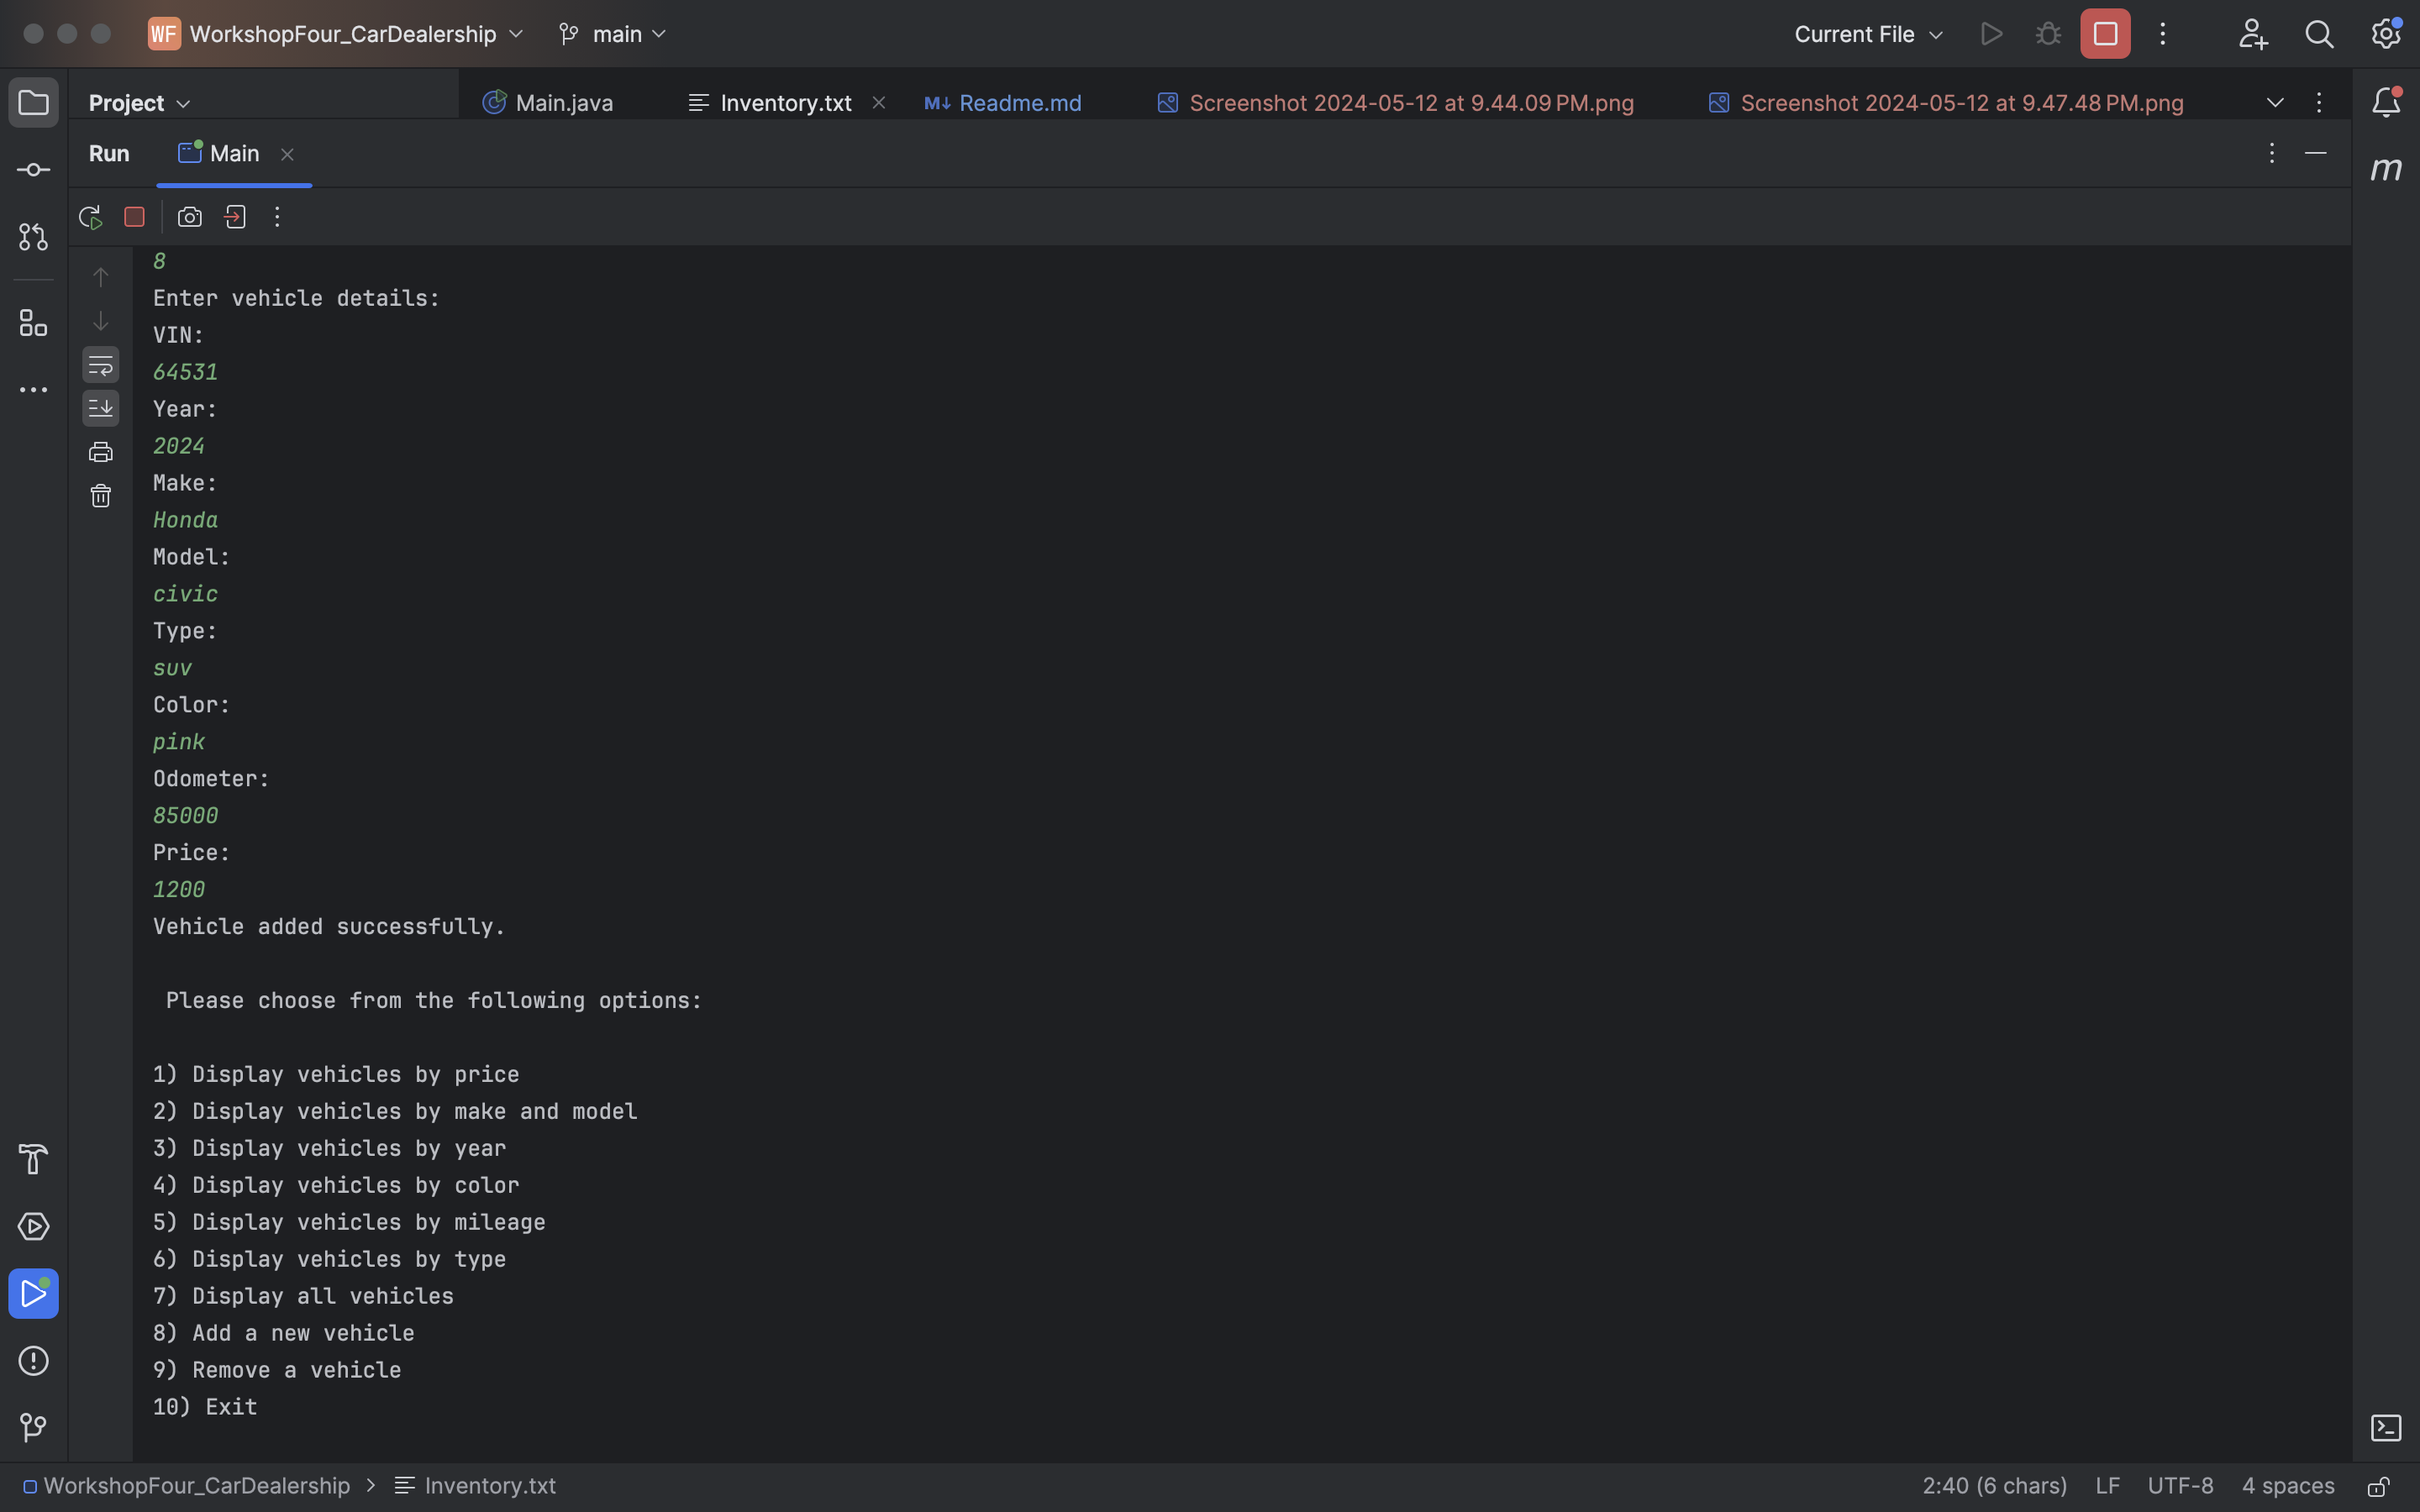 WF WorkshopFour_CarDealership main Current File
Project Main.java Inventory.txt M↓ Readme.md Screenshot 2024-05-12 at 9.44.09 PM.png Screenshot 2024-05-12 at 9.47.48 PM.png
Run Main
m
8
Enter vehicle details:
VIN:
64531
Year:
2024
Make:
Honda
Model:
civic
Type:
suv
Color:
pink
Odometer:
85000
Price:
1200
Vehicle added successfully.
Please choose from the following options:
1) Display vehicles by price
2) Display vehicles by make and model
3) Display vehicles by year
4) Display vehicles by color
5) Display vehicles by mileage
6) Display vehicles by type
7) Display all vehicles
8) Add a new vehicle
9) Remove a vehicle
10) Exit
WorkshopFour_CarDealership > Inventory.txt 2:40 (6 chars) LF UTF-8 4 spaces